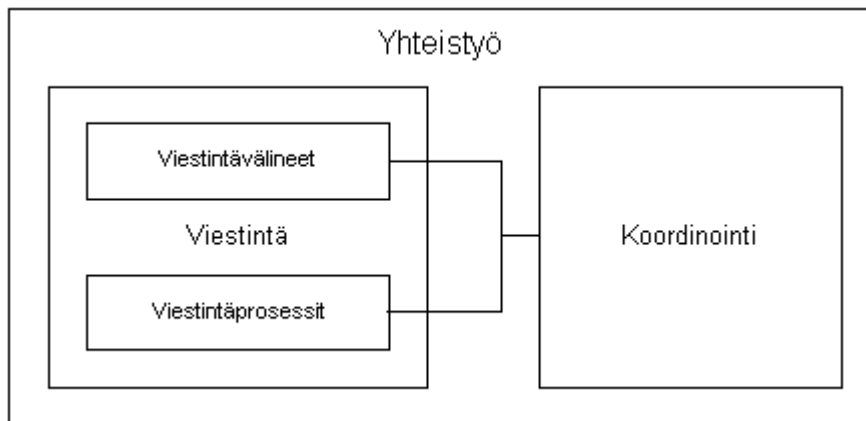 Yhteistyö
Viestintävälineet
Viestintä
Koordinointi
Viestintäprosessit